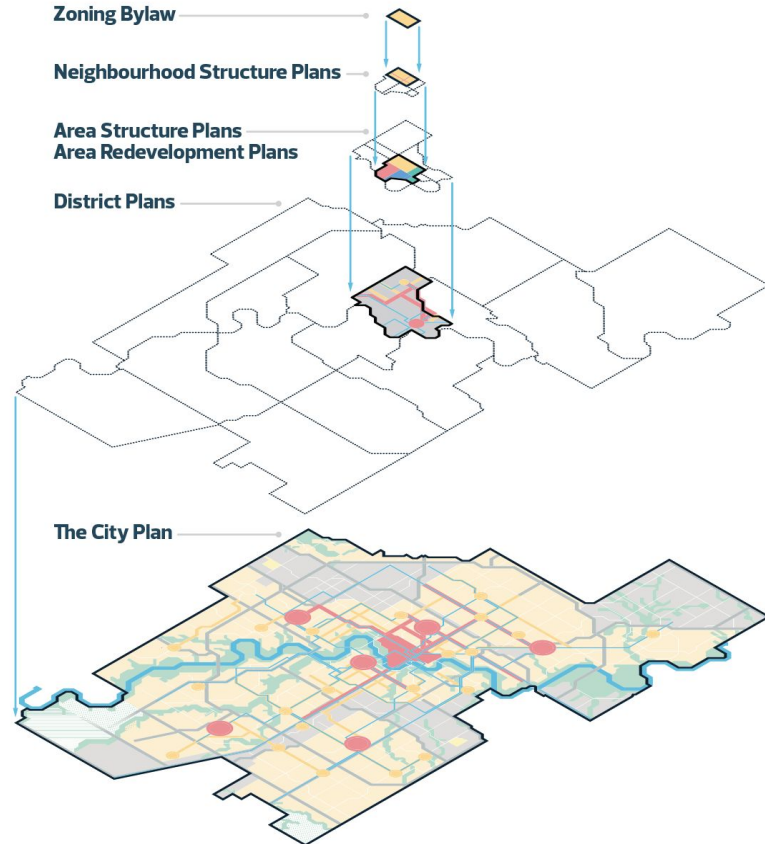 Zoning Bylaw
Neighbourhood Structure Plans
Area Structure Plans
Area Redevelopment Plans
District Plans
The City Plan